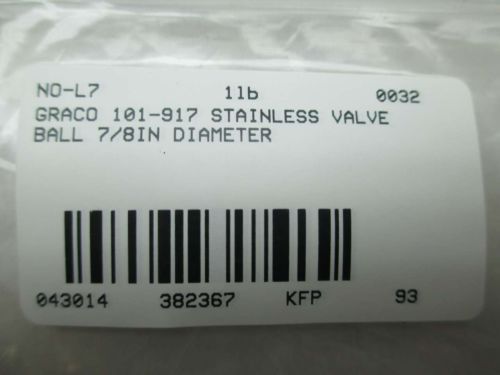 NO-L7 1lb 0032
GRACO 101-917 STAINLESS VALVE
BALL 7/8IN DIAMETER
043014 382367 KFP 93